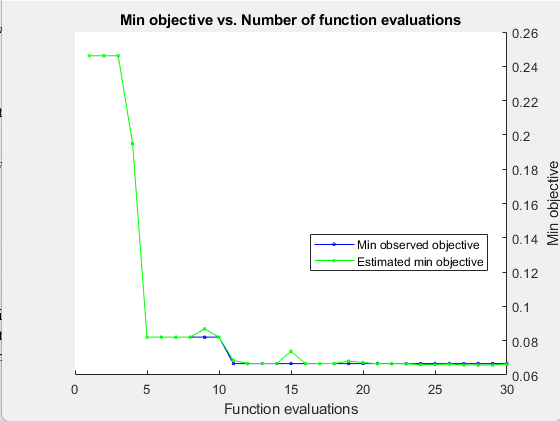 Min objective vs. Number of function evaluations
0.26
0.24
0.22
0.2
0.18
0.16
0.14
0.12
0.1
0.08
0.06
Min objective
Min observed objective
Estimated min objective
0 5 10 15 20 25 30
Function evaluations